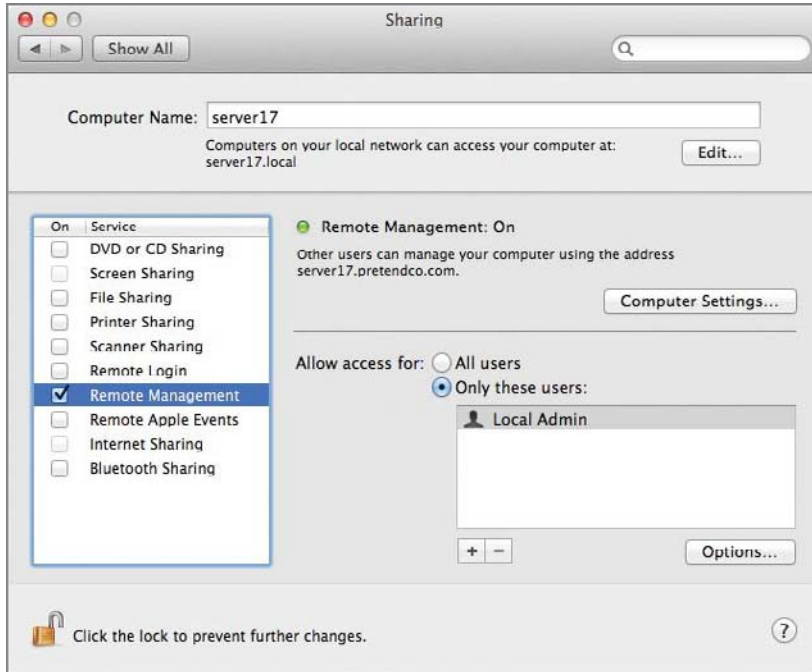 Sharing
Show All
Computer Name: server17
Computers on your local network can access your computer at:
server17.local
Edit...
On Service
DVD or CD Sharing
Screen Sharing
File Sharing
Printer Sharing
Scanner Sharing
Remote Login
Remote Management
Remote Apple Events
Internet Sharing
Bluetooth Sharing
Remote Management: On
Other users can manage your computer using the address
server17.pretendco.com.
Computer Settings...
Allow access for: All users
Only these users:
Local Admin
+ −
Options...
Click the lock to prevent further changes.
?